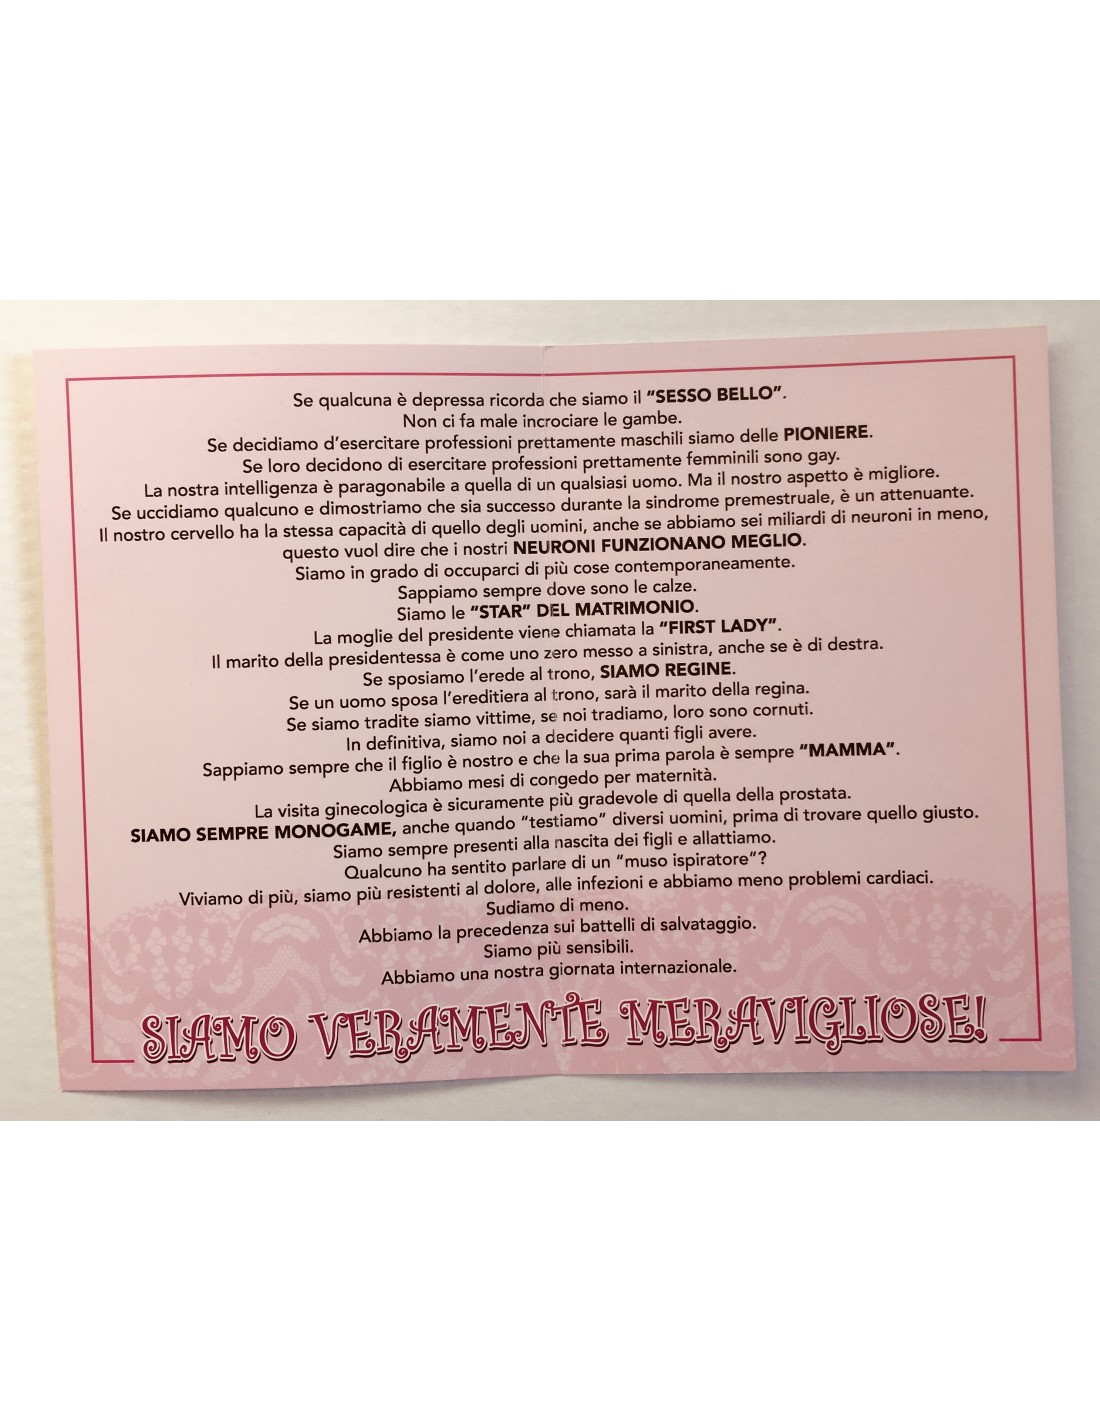 Se qualcuna è depressa ricorda che siamo il “SESSO BELLO”.
Non ci fa male incrociare le gambe.
Se decidiamo d’esercitare professioni prettamente maschili siamo delle PIONIERE.
Se loro decidono di esercitare professioni prettamente femminili sono gay.
La nostra intelligenza è paragonabile a quella di un qualsiasi uomo. Ma il nostro aspetto è migliore.
Se uccidiamo qualcuno e dimostriamo che sia successo durante la sindrome premestruale, è un attenuante.
Il nostro cervello ha la stessa capacità di quello degli uomini, anche se abbiamo sei miliardi di neuroni in meno,
questo vuol dire che i nostri NEURONI FUNZIONANO MEGLIO.
Siamo in grado di occuparci di più cose contemporaneamente.
Sappiamo sempre dove sono le calze.
Siamo le “STAR” DEL MATRIMONIO.
La moglie del presidente viene chiamata la “FIRST LADY”.
Il marito della presidentessa è come uno zero messo a sinistra, anche se è di destra.
Se sposiamo l’erede al trono, SIAMO REGINE.
Se un uomo sposa l’ereditiera al trono, sarà il marito della regina.
Se siamo tradite siamo vittime, se noi tradiamo, loro sono cornuti.
In definitiva, siamo noi a decidere quanti figli avere.
Sappiamo sempre che il figlio è nostro e che la sua prima parola è sempre “MAMMA”.
Abbiamo mesi di congedo per maternità.
La visita ginecologica è sicuramente più gradevole di quella della prostata.
SIAMO SEMPRE MONOGAME, anche quando “testiamo” diversi uomini, prima di trovare quello giusto.
Siamo sempre presenti alla nascita dei figli e allattiamo.
Qualcuno ha sentito parlare di un “muso ispiratore”?
Viviamo di più, siamo più resistenti al dolore, alle infezioni e abbiamo meno problemi cardiaci.
Sudiamo di meno.
Abbiamo la precedenza sui battelli di salvataggio.
Siamo più sensibili.
Abbiamo una nostra giornata internazionale.
SIAMO VERAMENTE MERAVIGLIOSE!